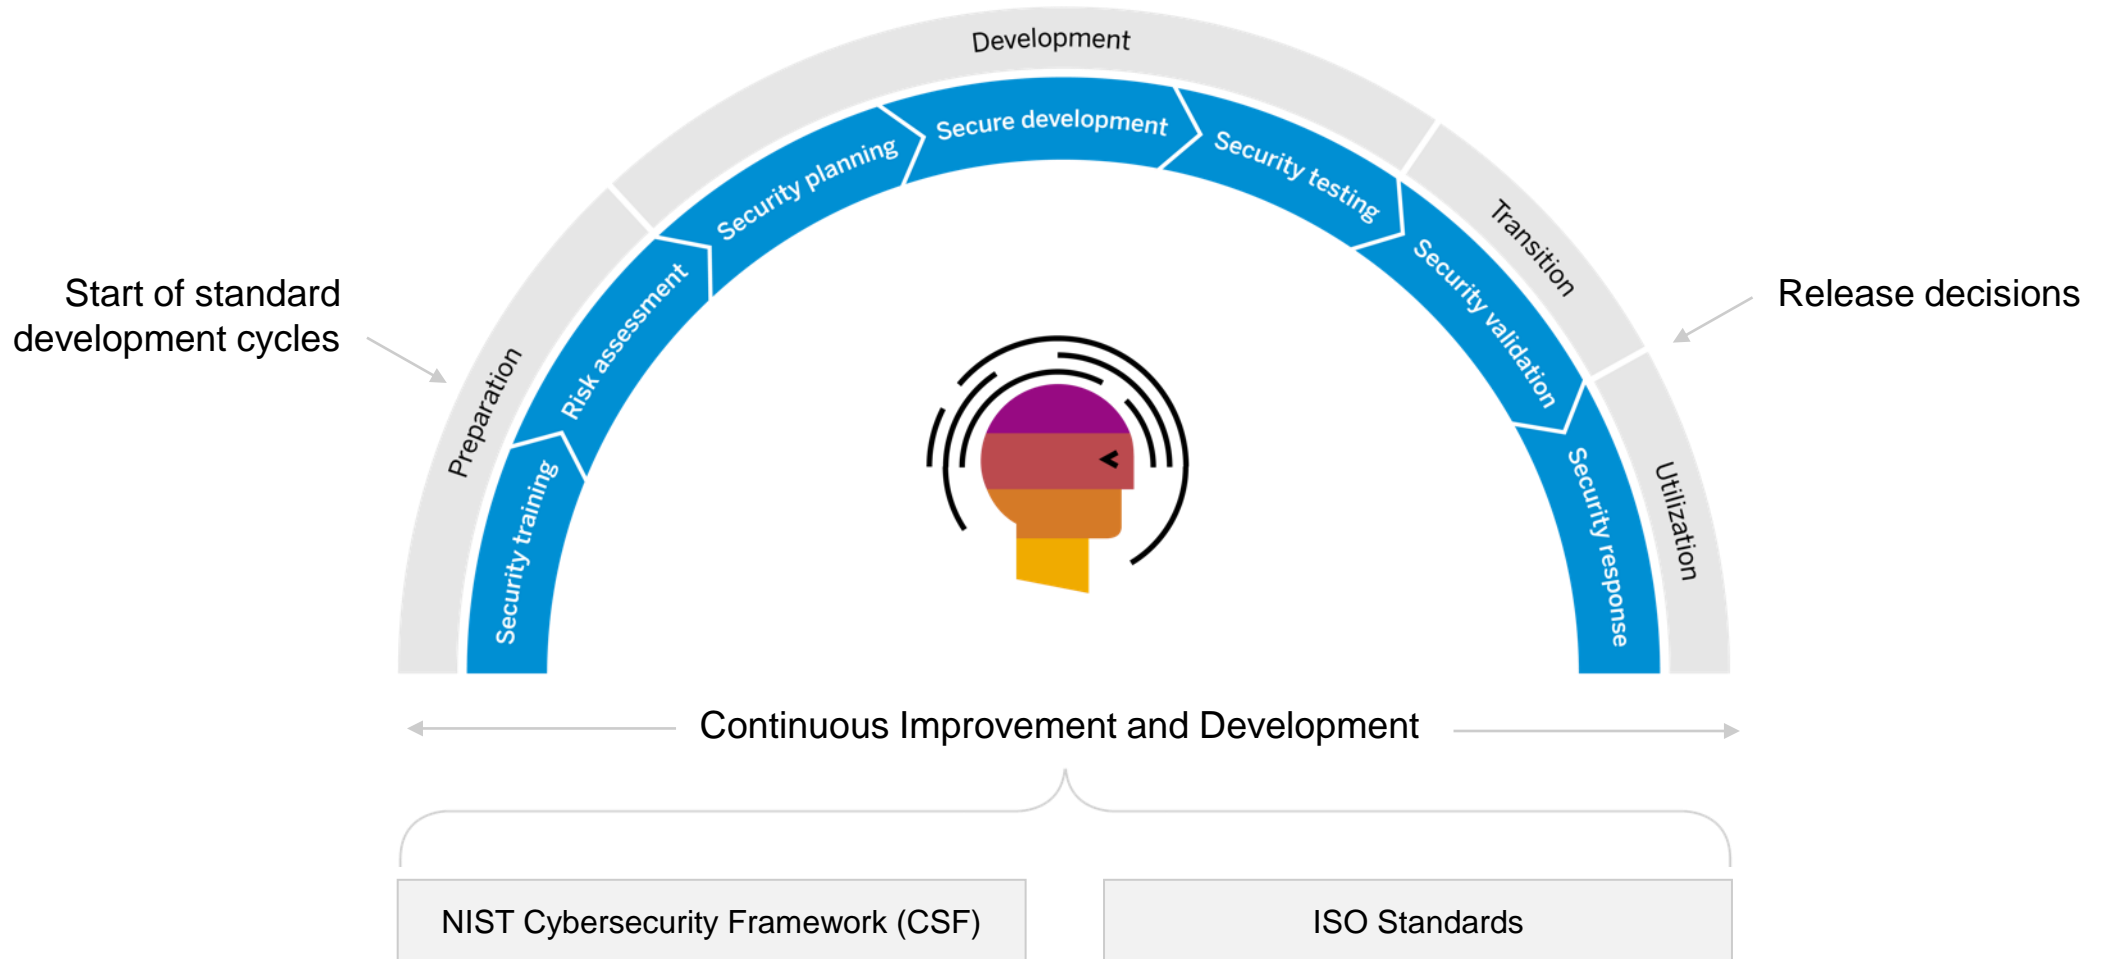 Development
Secure development
Security planning
Security testing
Transition
Start of standard
development cycles
Release decisions
Risk assessment
Security validation
Preparation
Security training
Security response
Utilization
Continuous Improvement and Development
NIST Cybersecurity Framework (CSF)
ISO Standards